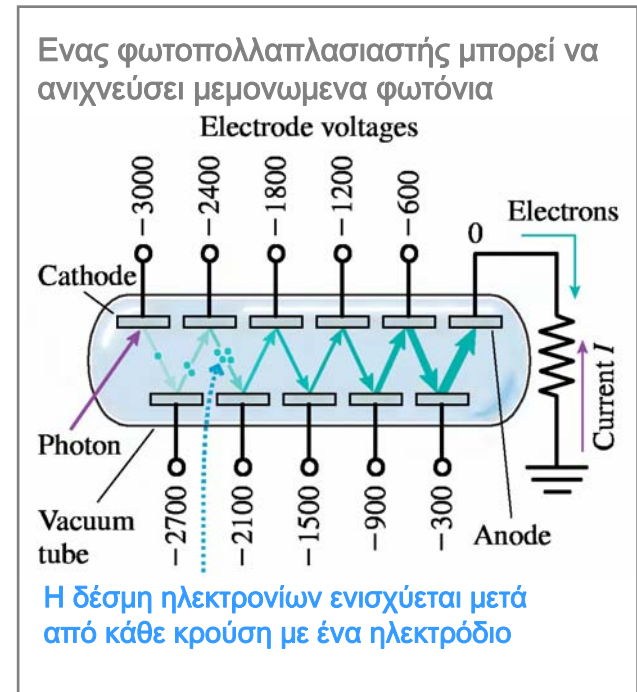 Ενας φωτοπολλαπλασιαστής μπορεί να
ανιχνεύσει μεμονωμενα φωτόνια
Electrode voltages
−3000
−2400
−1800
−1200
−600
0
Electrons
Cathode
Current I
Photon
Vacuum
tube
−2700
−2100
−1500
−900
−300
Anode
Η δέσμη ηλεκτρονίων ενισχύεται μετά
από κάθε κρούση με ένα ηλεκτρόδιο